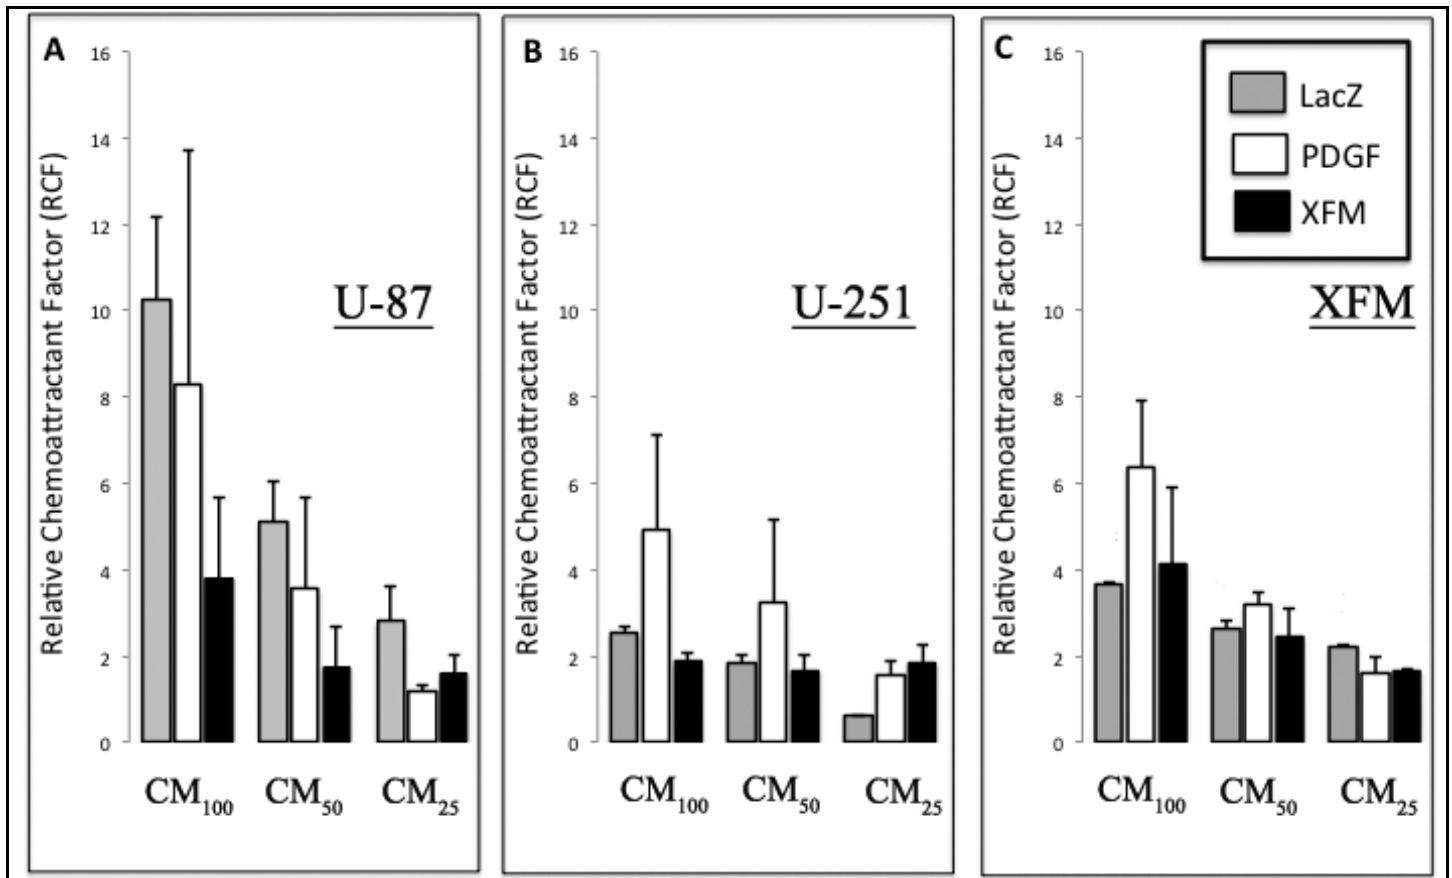 A
Relative Chemoattractant Factor (RCF)
16
14
12
10
8
6
4
2
0
U-87
CM100
CM50
CM25
B
Relative Chemoattractant Factor (RCF)
16
14
12
10
8
6
4
2
0
U-251
CM100
CM50
CM25
C
Relative Chemoattractant Factor (RCF)
16
14
12
10
8
6
4
2
0
LacZ
PDGF
XFM
XFM
CM100
CM50
CM25